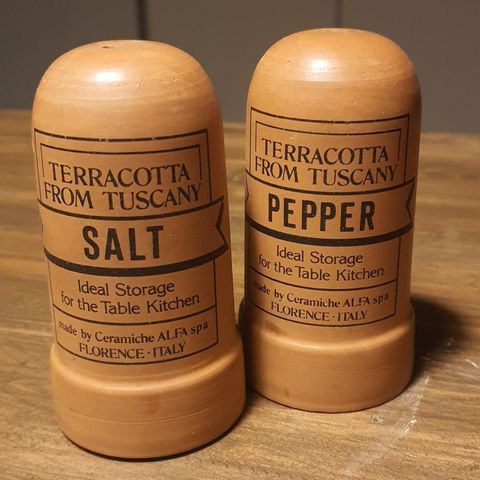 TERRACOTTA
FROM TUSCANY
SALT
Ideal Storage
for the Table Kitchen
made by Ceramiche ALFA spa
FLORENCE · ITALY
TERRACOTTA
FROM TUSCANY
PEPPER
Ideal Storage
for the Table Kitchen
made by Ceramiche ALFA spa
FLORENCE · ITALY